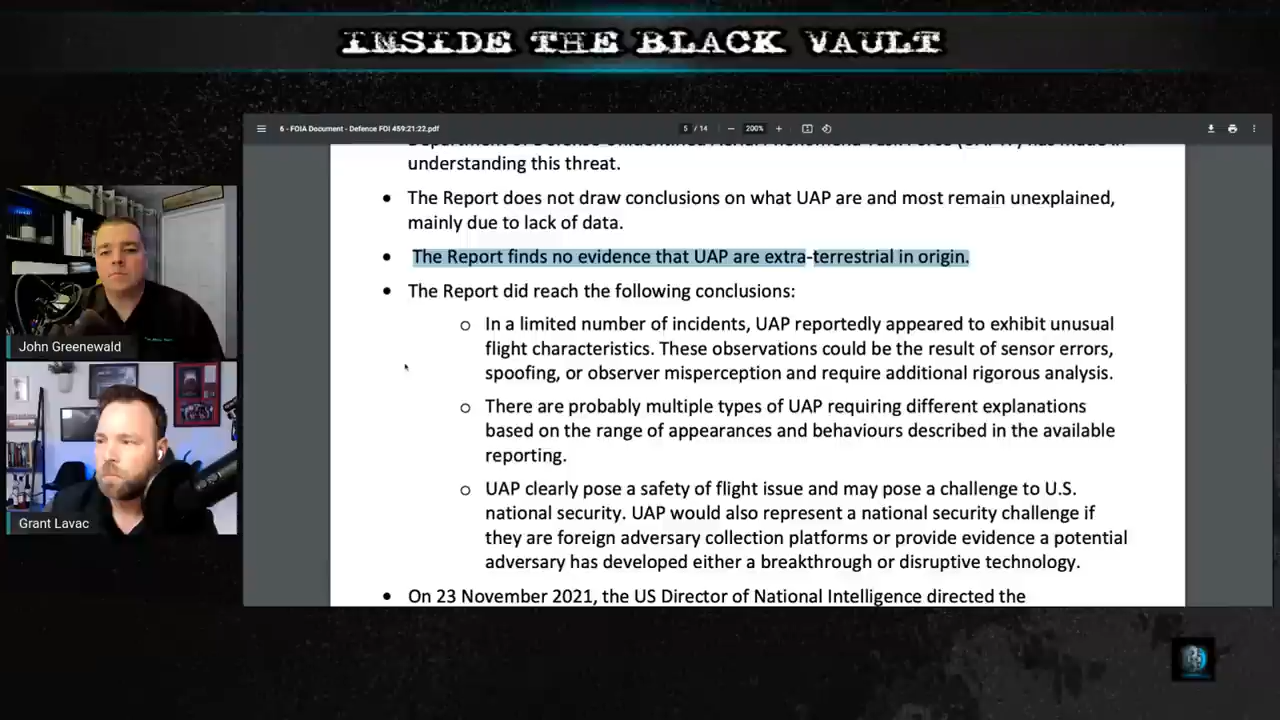 INSIDE THE BLACK VAULT
6 - FOIA Document - Defence FOI 459:21:22.pdf
5 / 14
200%
understanding this threat.
• The Report does not draw conclusions on what UAP are and most remain unexplained,
mainly due to lack of data.
• The Report finds no evidence that UAP are extra-terrestrial in origin.
• The Report did reach the following conclusions:
o In a limited number of incidents, UAP reportedly appeared to exhibit unusual
flight characteristics. These observations could be the result of sensor errors,
spoofing, or observer misperception and require additional rigorous analysis.
o There are probably multiple types of UAP requiring different explanations
based on the range of appearances and behaviours described in the available
reporting.
o UAP clearly pose a safety of flight issue and may pose a challenge to U.S.
national security. UAP would also represent a national security challenge if
they are foreign adversary collection platforms or provide evidence a potential
adversary has developed either a breakthrough or disruptive technology.
• On 23 November 2021, the US Director of National Intelligence directed the
John Greenewald
Grant Lavac